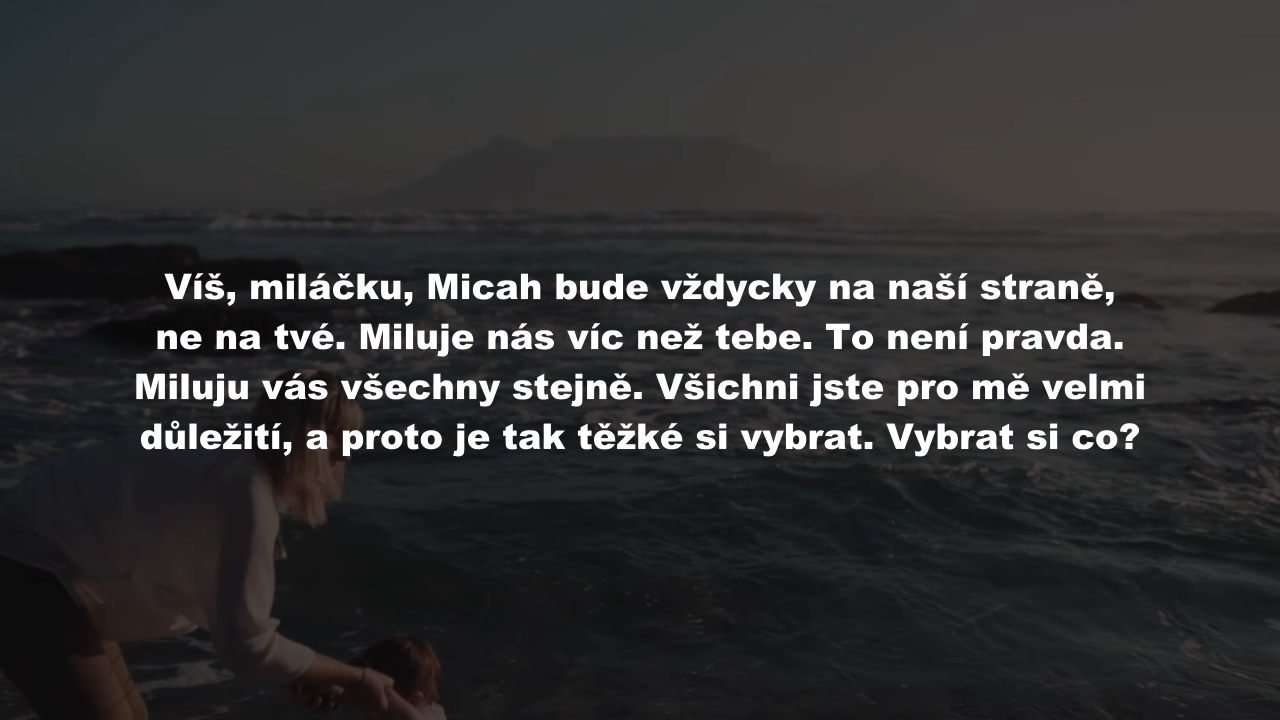 Víš, miláčku, Micah bude vždycky na naší straně,
ne na tvé. Miluje nás víc než tebe. To není pravda.
Miluju vás všechny stejně. Všichni jste pro mě velmi
důležití, a proto je tak těžké si vybrat. Vybrat si co?